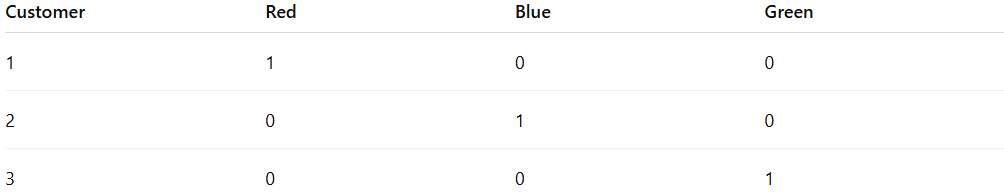 Customer Red Blue Green
1 1 0 0
2 0 1 0
3 0 0 1